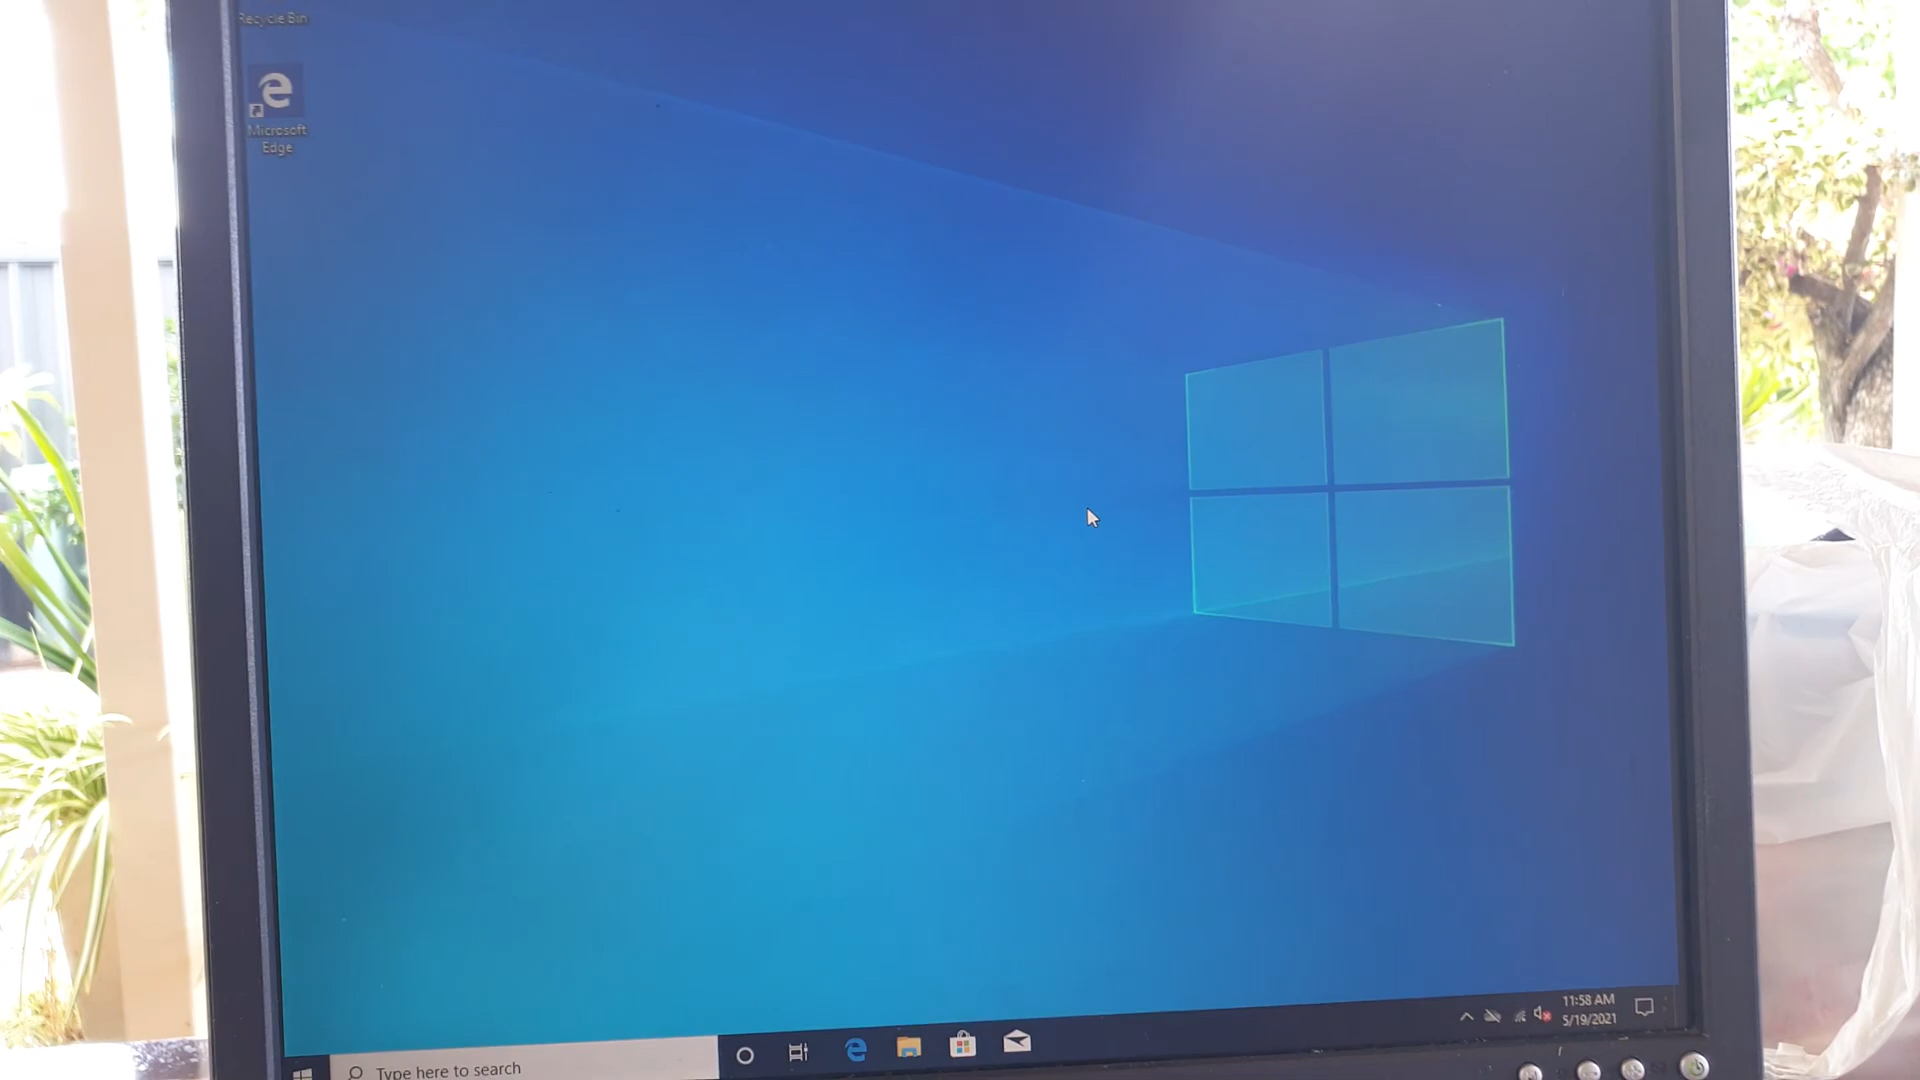 Recycle Bin
Microsoft
Edge
Type here to search
11:58 AM
5/19/2021